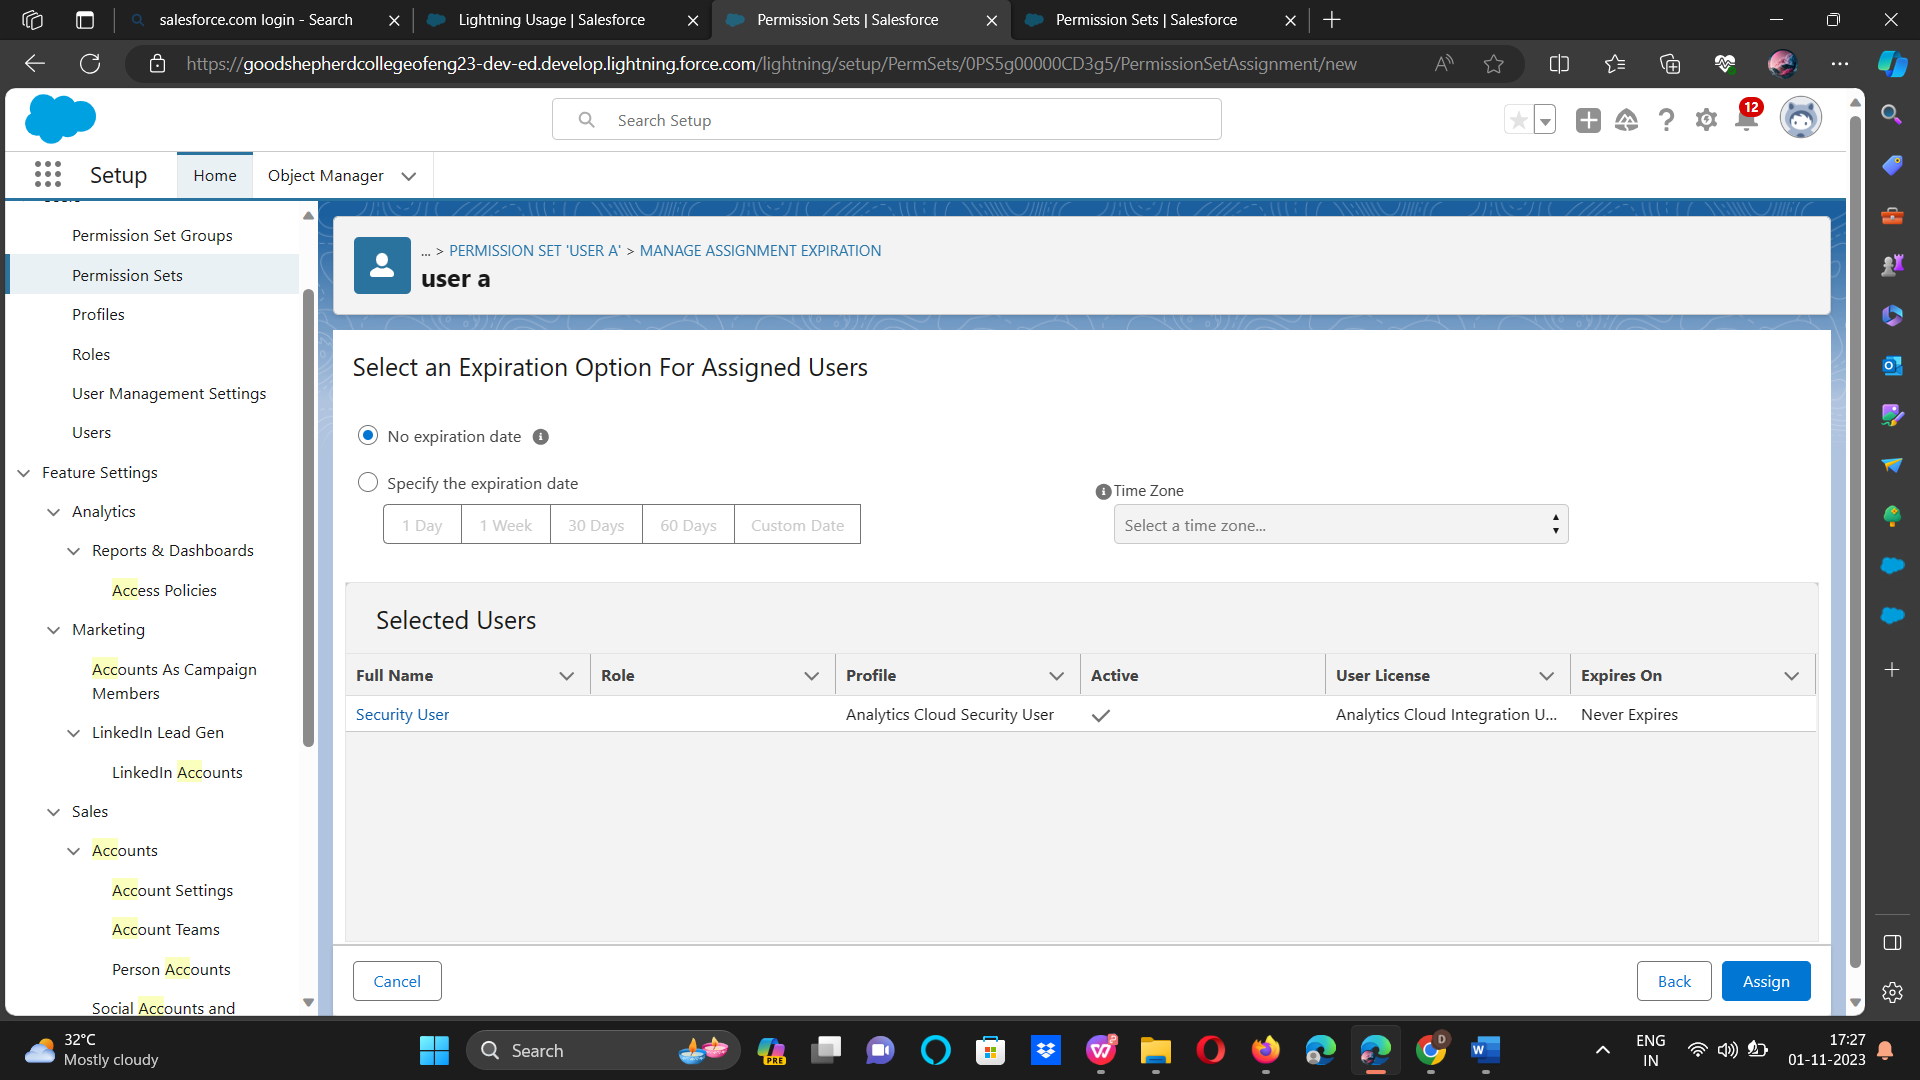 salesforce.com login - Search
Lightning Usage | Salesforce
Permission Sets | Salesforce
Permission Sets | Salesforce
https://goodshepherdcollegeofeng23-dev-ed.develop.lightning.force.com/lightning/setup/PermSets/0PS5g00000CD3g5/PermissionSetAssignment/new
Search Setup
12
Setup
Home
Object Manager
Permission Set Groups
Permission Sets
Profiles
Roles
User Management Settings
Users
Feature Settings
Analytics
Reports & Dashboards
Access Policies
Marketing
Accounts As Campaign
Members
LinkedIn Lead Gen
LinkedIn Accounts
Sales
Accounts
Account Settings
Account Teams
Person Accounts
Social Accounts and
... > PERMISSION SET 'USER A' > MANAGE ASSIGNMENT EXPIRATION
user a
Select an Expiration Option For Assigned Users
No expiration date
Specify the expiration date
1 Day 1 Week 30 Days 60 Days Custom Date
Time Zone
Select a time zone...
Selected Users
Full Name Role Profile Active User License Expires On
Security User Analytics Cloud Security User Analytics Cloud Integration U... Never Expires
Cancel Back Assign
32°C
Mostly cloudy
Search
PRE
D
ENG
IN
17:27
01-11-2023